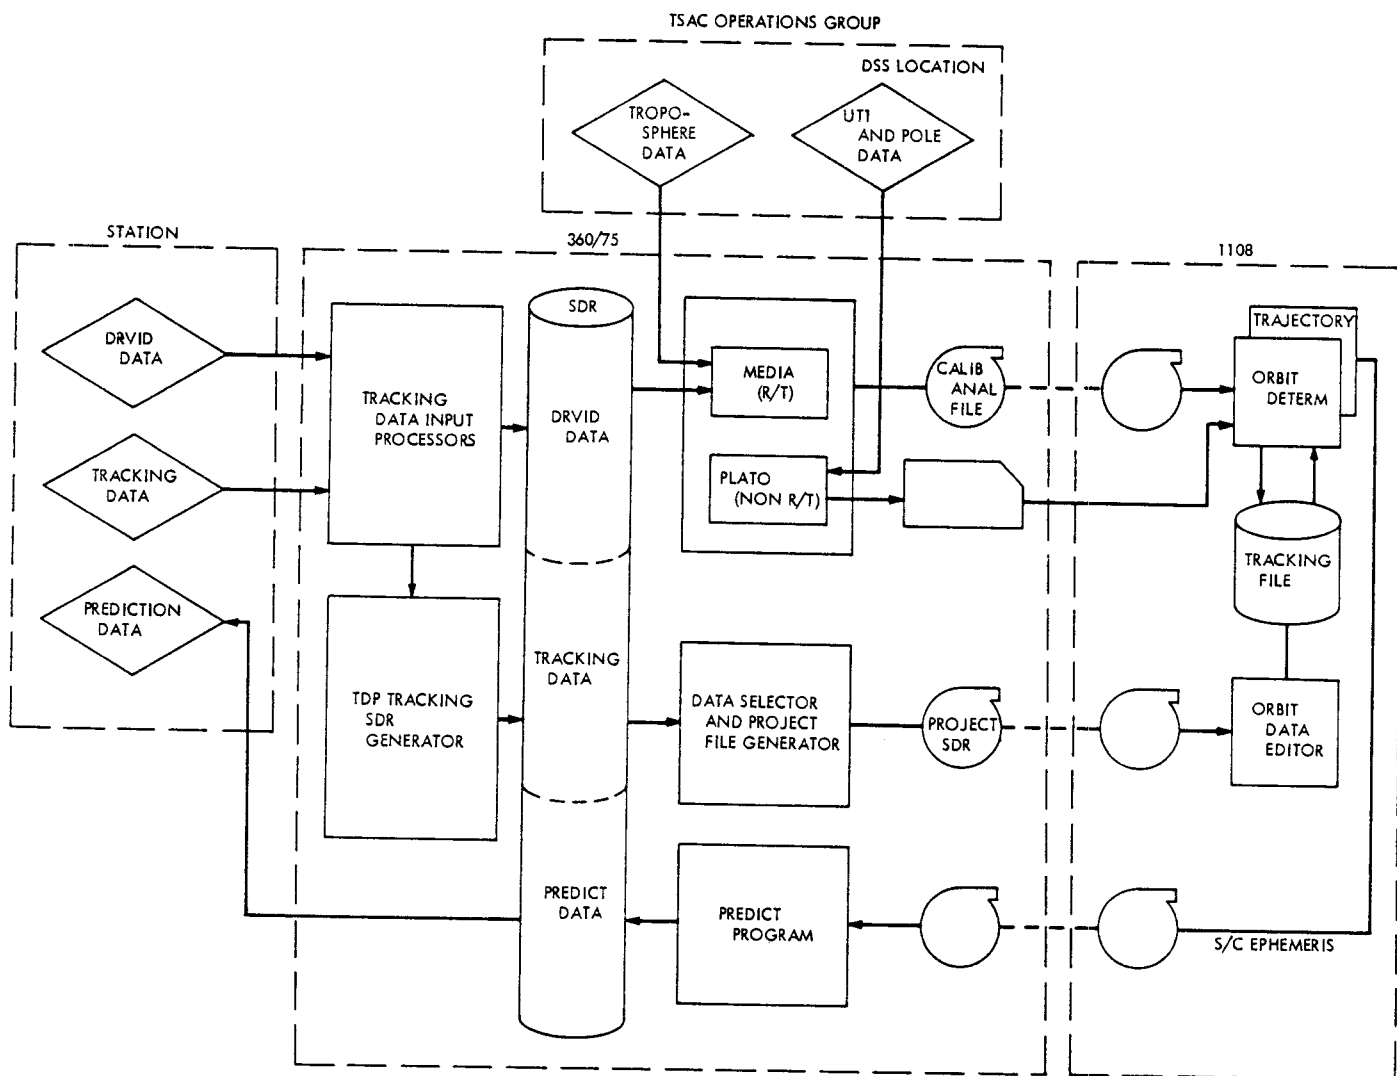 TSAC OPERATIONS GROUP
DSS LOCATION
TROPO-
SPHERE
DATA
UT1
AND POLE
DATA
STATION
360/75
1108
DRVID
DATA
TRACKING
DATA
PREDICTION
DATA
TRACKING
DATA INPUT
PROCESSORS
TDP TRACKING
SDR
GENERATOR
SDR
DRVID
DATA
TRACKING
DATA
PREDICT
DATA
MEDIA
(R/T)
PLATO
(NON R/T)
DATA SELECTOR
AND PROJECT
FILE GENERATOR
PREDICT
PROGRAM
CALIB
ANAL
FILE
PROJECT
SDR
TRAJECTORY
ORBIT
DETERM
TRACKING
FILE
ORBIT
DATA
EDITOR
S/C EPHEMERIS